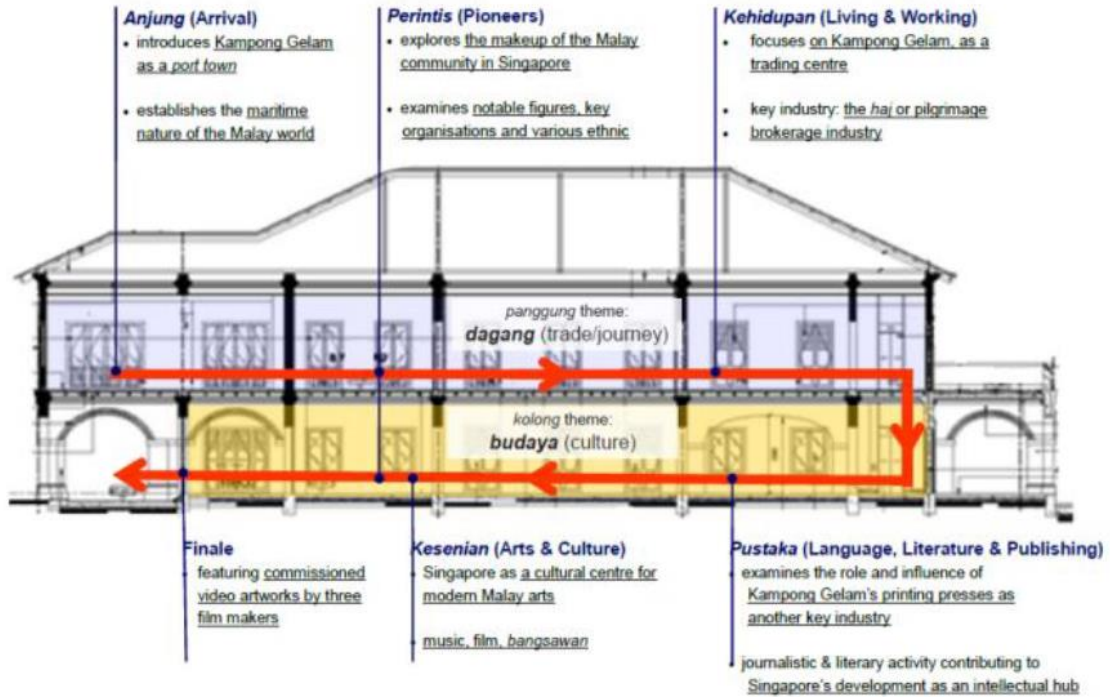 Anjung (Arrival)
• introduces Kampong Gelam
as a port town
• establishes the maritime
nature of the Malay world
Perintis (Pioneers)
• explores the makeup of the Malay
community in Singapore
• examines notable figures, key
organisations and various ethnic
Kehidupan (Living & Working)
• focuses on Kampong Gelam, as a
trading centre
• key industry: the haj or pilgrimage
• brokerage industry
panggung theme:
dagang (trade/journey)
kolong theme:
budaya (culture)
Finale
• featuring commissioned
video artworks by three
film makers
Kesenian (Arts & Culture)
• Singapore as a cultural centre for
modern Malay arts
• music, film, bangsawan
Pustaka (Language, Literature & Publishing)
• examines the role and influence of
Kampong Gelam's printing presses as
another key industry
• journalistic & literary activity contributing to
Singapore's development as an intellectual hub